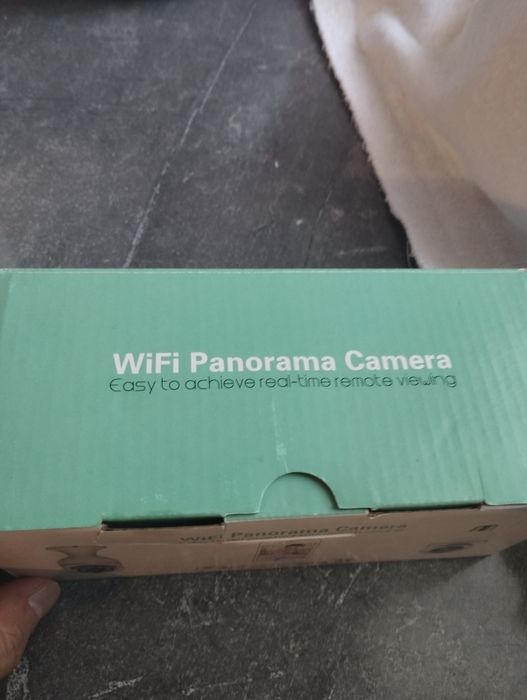 WiFi Panorama Camera
Easy to achieve real-time remote viewing
WiFi Panorama Camera